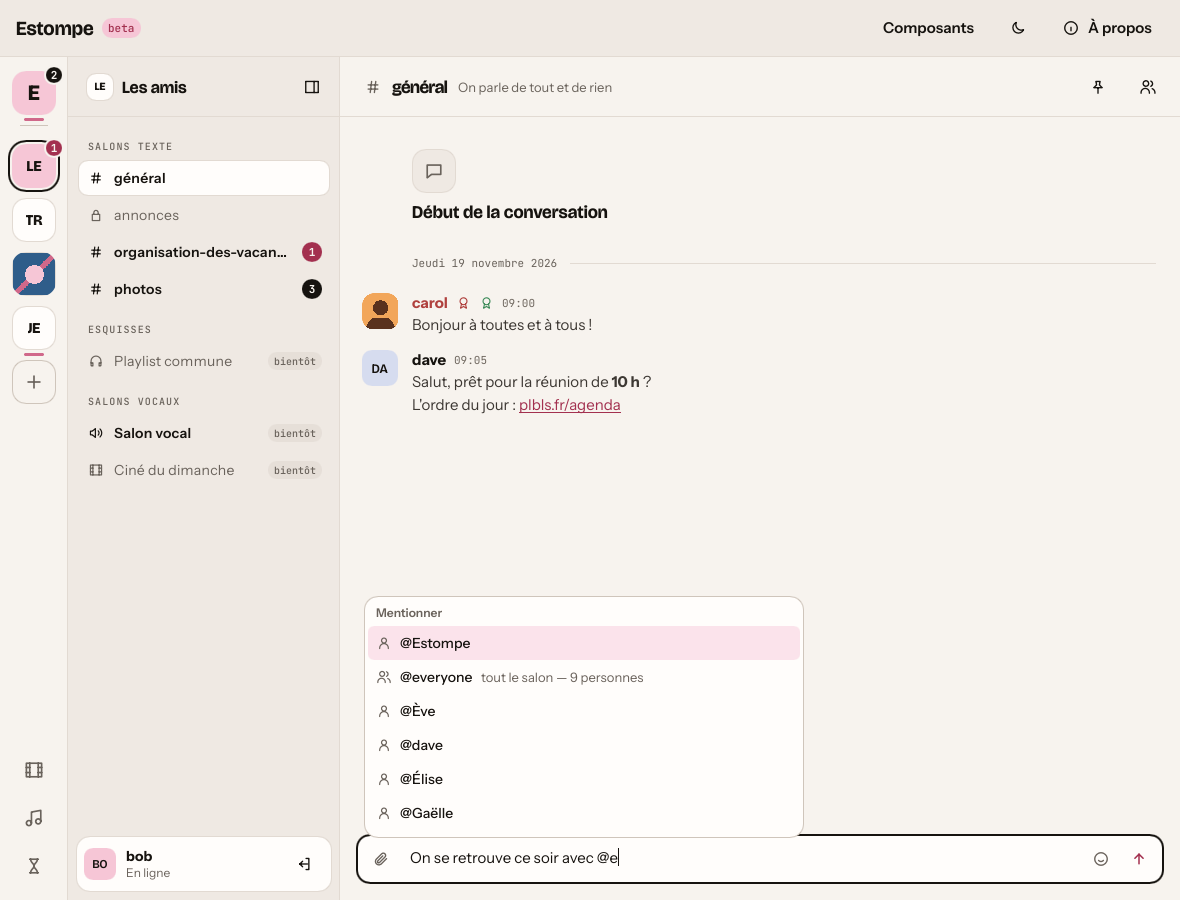 Estompe beta
Composants
À propos
E 2
LE 1
TR
JE
LE Les amis
SALONS TEXTE
# général
annonces
# organisation-des-vacan... 1
# photos 3
ESQUISSES
Playlist commune bientôt
SALONS VOCAUX
Salon vocal bientôt
Ciné du dimanche bientôt
BO bob
En ligne
# général On parle de tout et de rien
Début de la conversation
Jeudi 19 novembre 2026
carol 09:00
Bonjour à toutes et à tous !
DA dave 09:05
Salut, prêt pour la réunion de 10 h ?
L'ordre du jour : plbls.fr/agenda
Mentionner
@Estompe
@everyone tout le salon — 9 personnes
@Ève
@dave
@Élise
@Gaëlle
On se retrouve ce soir avec @e